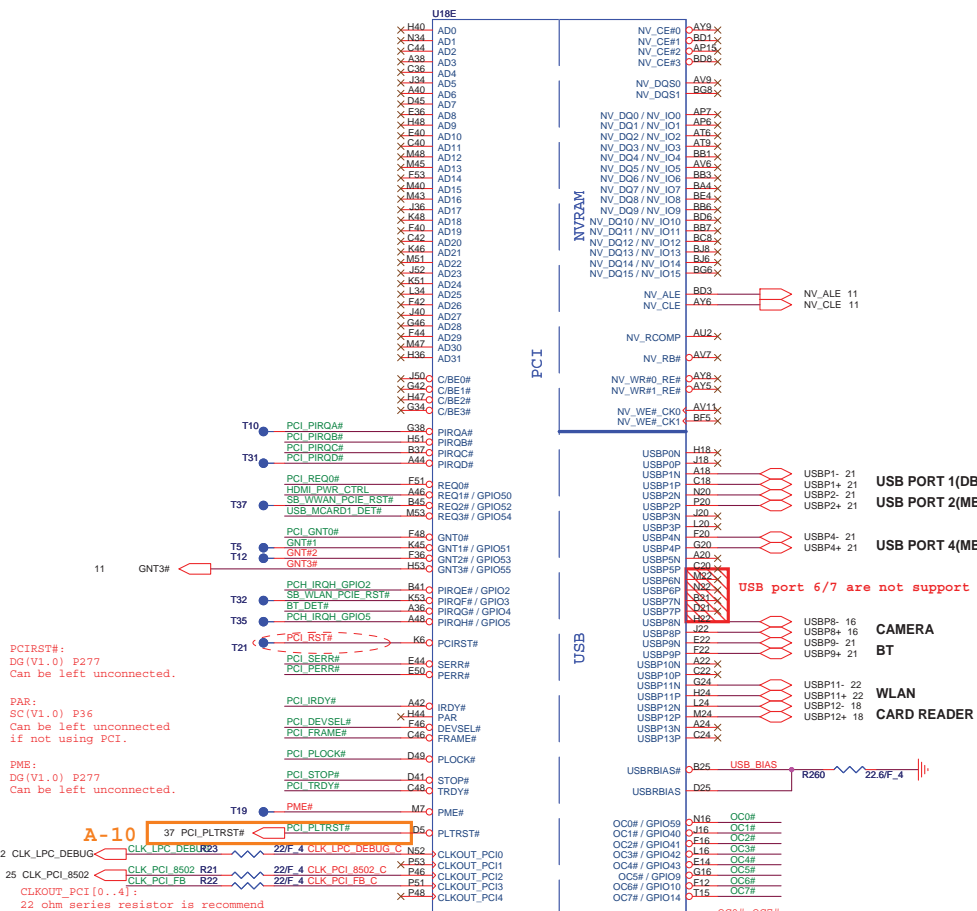 U18E
H40 AD0
N34 AD1
C44 AD2
A38 AD3
C36 AD4
J34 AD5
A40 AD6
D45 AD7
E36 AD8
H48 AD9
E40 AD10
C40 AD11
M48 AD12
M45 AD13
F53 AD14
M40 AD15
M43 AD16
J36 AD17
K48 AD18
F40 AD19
C42 AD20
K46 AD21
M51 AD22
J52 AD23
K51 AD24
L34 AD25
F42 AD26
J40 AD27
G46 AD28
F44 AD29
M47 AD30
H36 AD31
J50 C/BE0#
G42 C/BE1#
H47 C/BE2#
G34 C/BE3#
T10 PCI_PIRQA# G38 PIRQA#
PCI_PIRQB# H51 PIRQB#
PCI_PIRQC# B37 PIRQC#
T31 PCI_PIRQD# A44 PIRQD#
PCI_REQ0# F51 REQ0#
HDMI_PWR_CTRL A46 REQ1# / GPIO50
T37 SB_WWAN_PCIE_RST# B45 REQ2# / GPIO52
USB_MCARD1_DET# M53 REQ3# / GPIO54
PCI_GNT0# F48 GNT0#
T5 GNT#1 K45 GNT1# / GPIO51
T12 GNT#2 F36 GNT2# / GPIO53
11 GNT3# GNT3# H53 GNT3# / GPIO55
PCH_IRQH_GPIO2 B41 PIRQE# / GPIO2
T32 SB_WLAN_PCIE_RST# K53 PIRQF# / GPIO3
BT_DET# A36 PIRQG# / GPIO4
T35 PCH_IRQH_GPIO5 A48 PIRQH# / GPIO5
T21 PCI_RST# K6 PCIRST#
PCI_SERR# E44 SERR#
PCI_PERR# E50 PERR#
PCI_IRDY# A42 IRDY#
H44 PAR
PCI_DEVSEL# F46 DEVSEL#
PCI_FRAME# C46 FRAME#
PCI_PLOCK# D49 PLOCK#
PCI_STOP# D41 STOP#
PCI_TRDY# C48 TRDY#
T19 PME# M7 PME#
A-10
37 PCI_PLTRST# PCI_PLTRST# D5 PLTRST#
2 CLK_LPC_DEBUG CLK_LPC_DEBUG R23 22/F_4 CLK_LPC_DEBUG_C N52 CLKOUT_PCI0
P53 CLKOUT_PCI1
25 CLK_PCI_8502 CLK_PCI_8502 R21 22/F_4 CLK_PCI_8502_C P46 CLKOUT_PCI2
CLK_PCI_FB R22 22/F_4 CLK_PCI_FB_C P51 CLKOUT_PCI3
P48 CLKOUT_PCI4
PCIRST#:
DG(V1.0) P277
Can be left unconnected.
PAR:
SC(V1.0) P36
Can be left unconnected
if not using PCI.
PME:
DG(V1.0) P277
Can be left unconnected.
CLKOUT_PCI[0..4]:
22 ohm series resistor is recommend
PCI
NVRAM
USB
NV_CE#0 AY9
NV_CE#1 BD1
NV_CE#2 AP15
NV_CE#3 BD8
NV_DQS0 AV9
NV_DQS1 BG8
NV_DQ0 / NV_IO0 AP7
NV_DQ1 / NV_IO1 AP6
NV_DQ2 / NV_IO2 AT6
NV_DQ3 / NV_IO3 AT9
NV_DQ4 / NV_IO4 BB1
NV_DQ5 / NV_IO5 AV6
NV_DQ6 / NV_IO6 BB3
NV_DQ7 / NV_IO7 BA4
NV_DQ8 / NV_IO8 BE4
NV_DQ9 / NV_IO9 BB6
NV_DQ10 / NV_IO10 BD6
NV_DQ11 / NV_IO11 BB7
NV_DQ12 / NV_IO12 BC8
NV_DQ13 / NV_IO13 BJ8
NV_DQ14 / NV_IO14 BJ6
NV_DQ15 / NV_IO15 BG6
NV_ALE BD3 NV_ALE 11
NV_CLE AY6 NV_CLE 11
NV_RCOMP AU2
NV_RB# AV7
NV_WR#0_RE# AY8
NV_WR#1_RE# AY5
NV_WE#_CK0 AV11
NV_WE#_CK1 BF5
USBP0N H18
USBP0P J18
USBP1N A18 USBP1- 21
USBP1P C18 USBP1+ 21 USB PORT 1(DB
USBP2N N20 USBP2- 21
USBP2P P20 USBP2+ 21 USB PORT 2(MB
USBP3N J20
USBP3P L20
USBP4N F20 USBP4- 21
USBP4P G20 USBP4+ 21 USB PORT 4(MB
USBP5N A20
USBP5P C20
USBP6N M22
USBP6P N22
USBP7N B21
USBP7P D21
USB port 6/7 are not support
USBP8N H22 USBP8- 16
USBP8P J22 USBP8+ 16 CAMERA
USBP9N E22 USBP9- 21
USBP9P F22 USBP9+ 21 BT
USBP10N A22
USBP10P C22
USBP11N G24 USBP11- 22
USBP11P H24 USBP11+ 22 WLAN
USBP12N L24 USBP12- 18
USBP12P M24 USBP12+ 18 CARD READER
USBP13N A24
USBP13P C24
USBRBIAS# B25 USB_BIAS R260 22.6/F_4
USBRBIAS D25
OC0# / GPIO59 N16 OC0#
OC1# / GPIO40 J16 OC1#
OC2# / GPIO41 F16 OC2#
OC3# / GPIO42 L16 OC3#
OC4# / GPIO43 E14 OC4#
OC5# / GPIO9 G16 OC5#
OC6# / GPIO10 F12 OC6#
OC7# / GPIO14 T15 OC7#